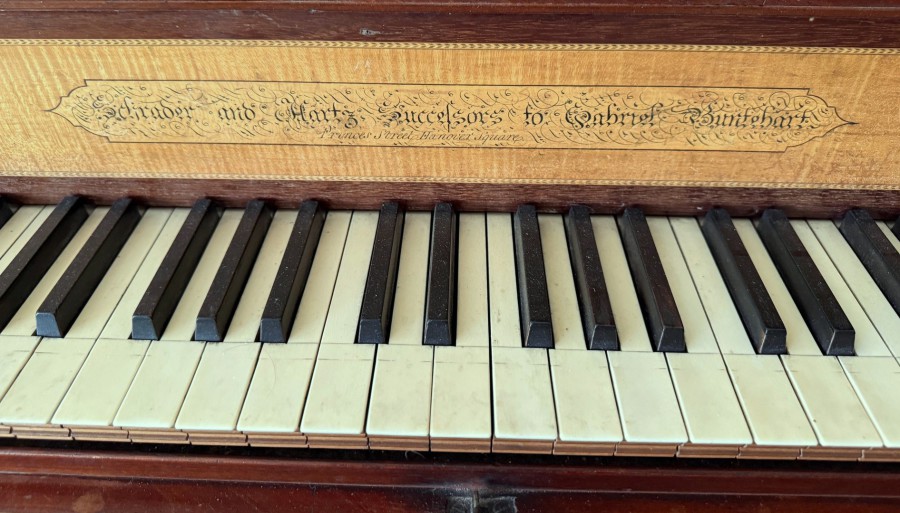 Schrader and Hartz Succeſsors to Gabriel Buntebart
Princes Street Hanover Square